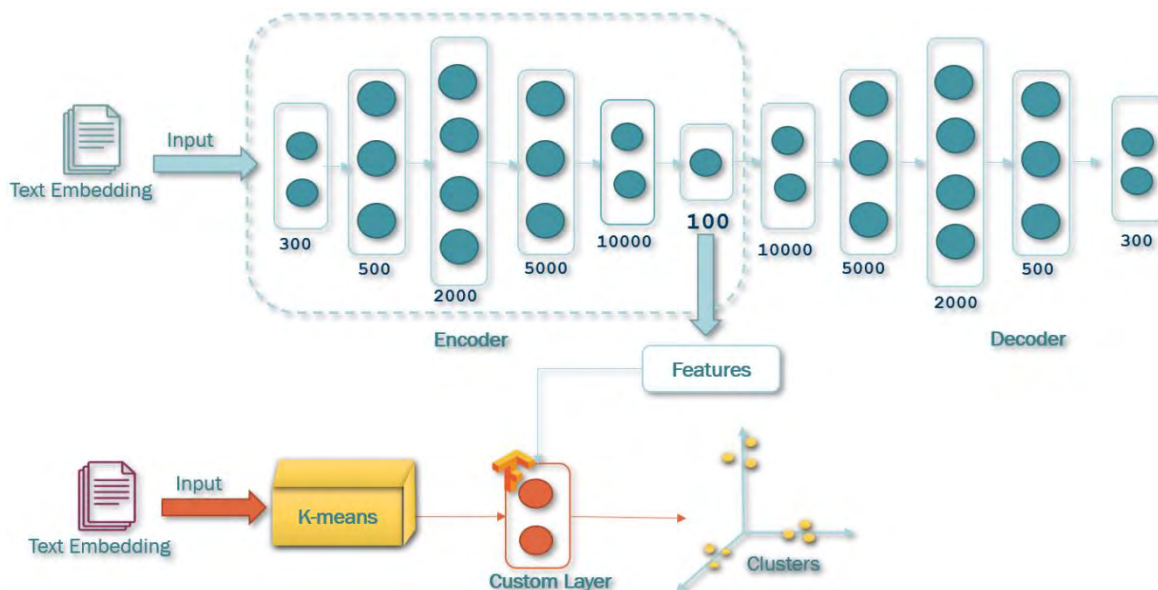 Input
Text Embedding
300
500
2000
5000
10000
100
10000
5000
2000
500
300
Encoder
Decoder
Features
Input
K-means
Text Embedding
Custom Layer
Clusters